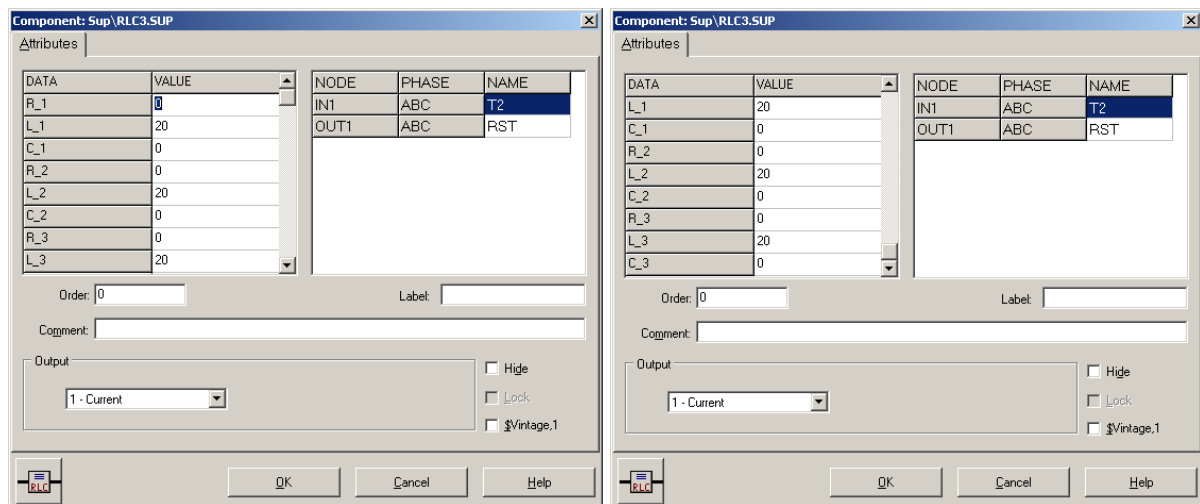 Component: Sup\RLC3.SUP
Attributes
DATA VALUE
R_1 0
L_1 20
C_1 0
R_2 0
L_2 20
C_2 0
R_3 0
L_3 20
NODE PHASE NAME
IN1 ABC T2
OUT1 ABC RST
Order: 0
Label:
Comment:
Output
1 - Current
Hide
Lock
$Vintage,1
RLC
OK Cancel Help
Component: Sup\RLC3.SUP
Attributes
DATA VALUE
L_1 20
C_1 0
R_2 0
L_2 20
C_2 0
R_3 0
L_3 20
C_3 0
NODE PHASE NAME
IN1 ABC T2
OUT1 ABC RST
Order: 0
Label:
Comment:
Output
1 - Current
Hide
Lock
$Vintage,1
RLC
OK Cancel Help